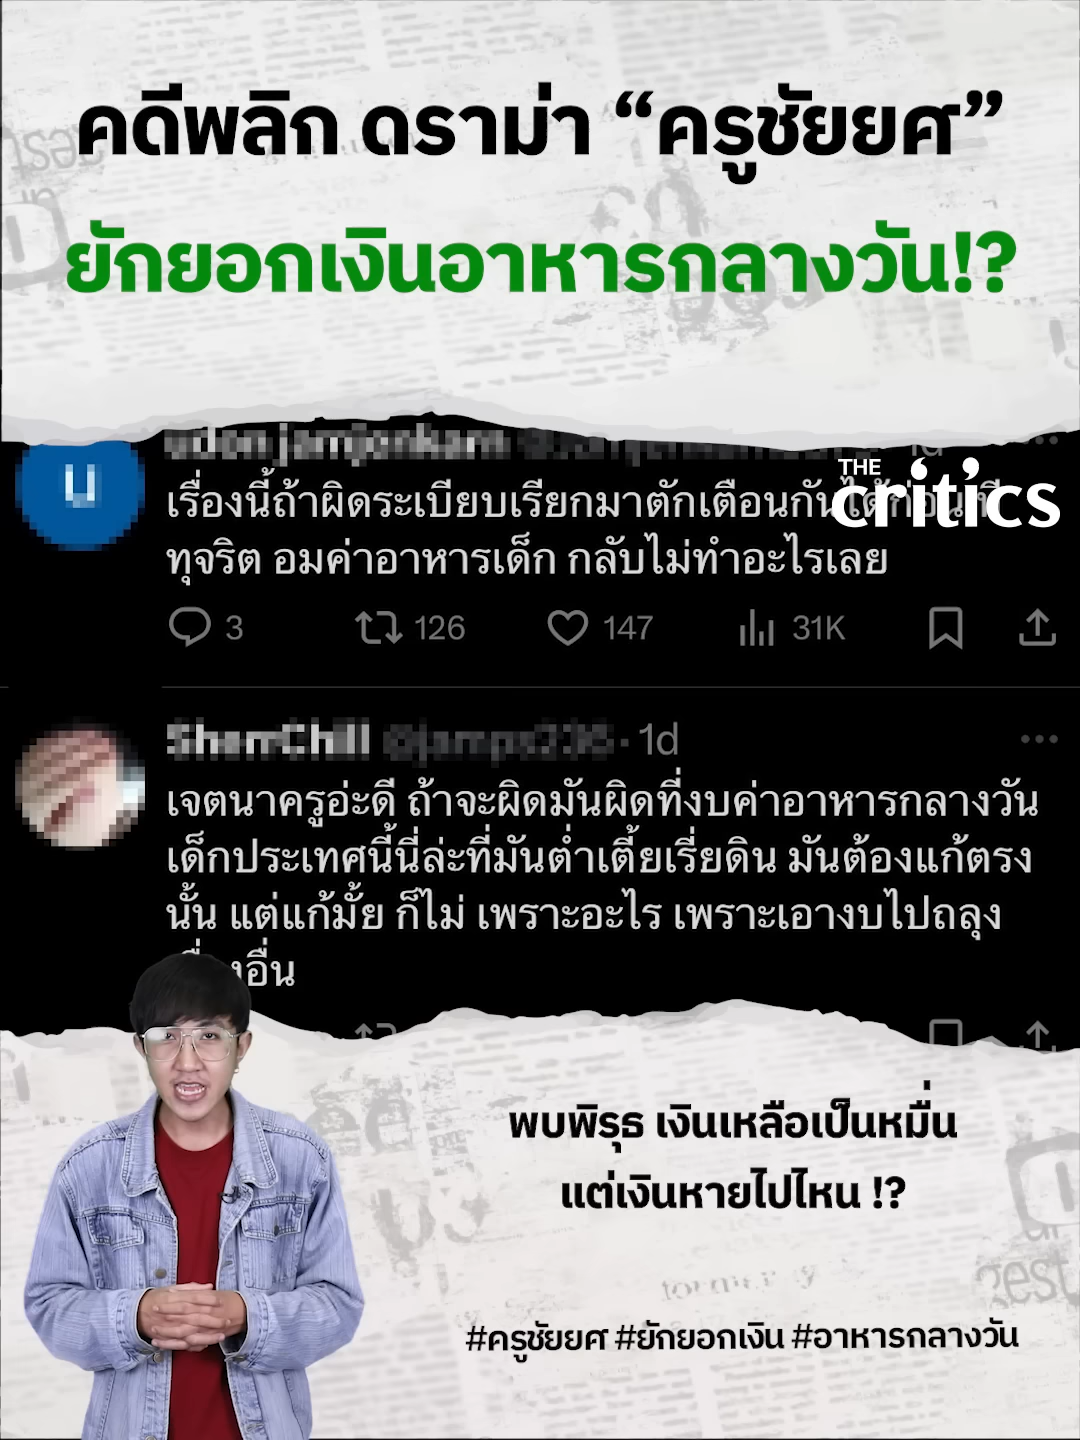 คดีพลิก ดราม่า “ครูชัยยศ”
ยักยอกเงินอาหารกลางวัน!?
THE
critics
เรื่องนี้ถ้าผิดระเบียบเรียกมาตักเตือนกันได้ก่อน ที
ทุจริต อมค่าอาหารเด็ก กลับไม่ทำอะไรเลย
3 126 147 31K
SherrChill · 1d
เจตนาครูอ่ะดี ถ้าจะผิดมันผิดที่งบค่าอาหารกลางวัน
เด็กประเทศนี้นี่ล่ะที่มันต่ำเตี้ยเรี่ยดิน มันต้องแก้ตรง
นั้น แต่แก้มั้ย ก็ไม่ เพราะอะไร เพราะเอางบไปถลุง
อื่น
พบพิรุธ เงินเหลือเป็นหมื่น
แต่เงินหายไปไหน !?
#ครูชัยยศ #ยักยอกเงิน #อาหารกลางวัน